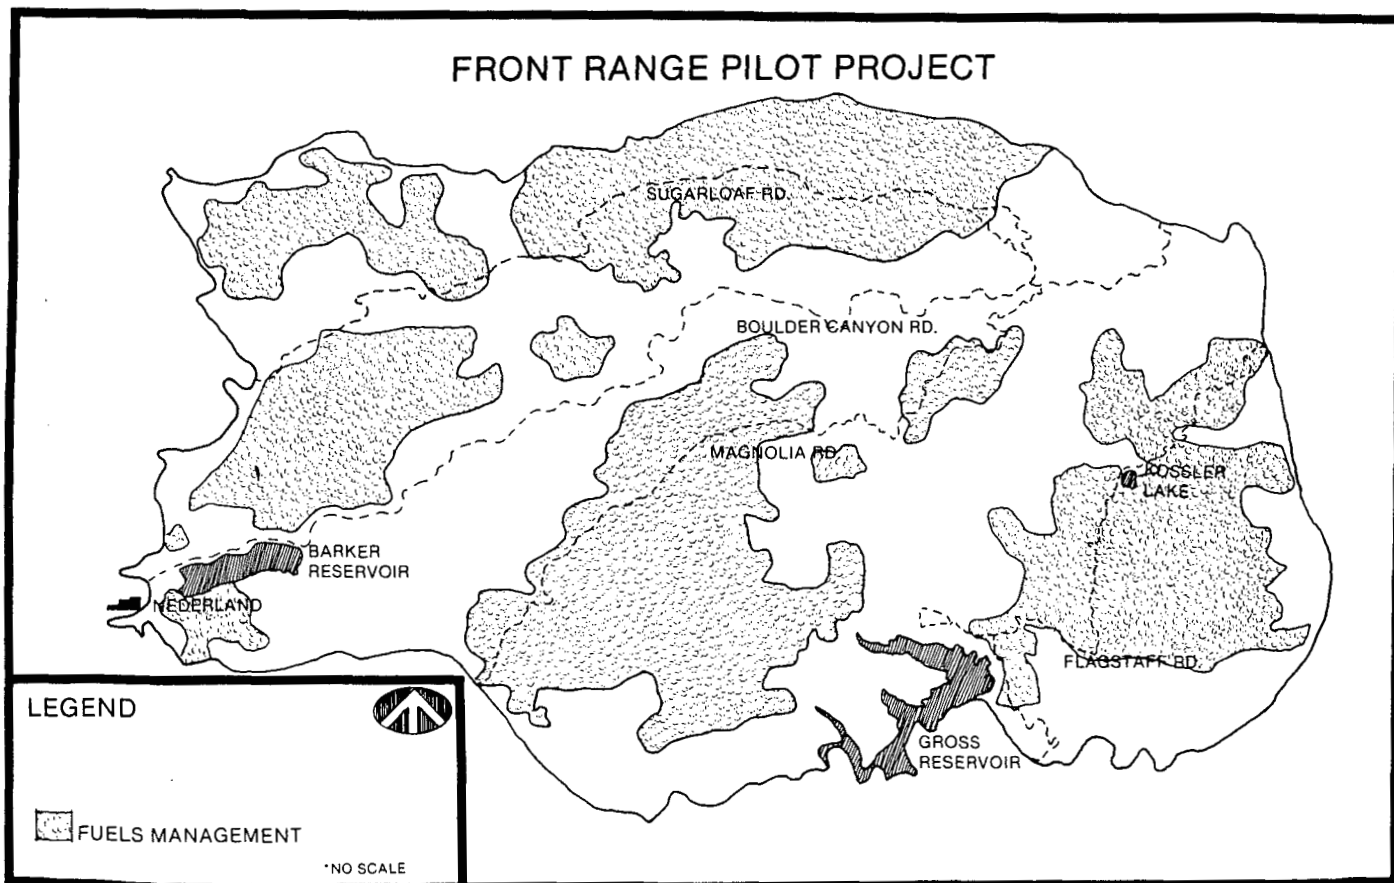 FRONT RANGE PILOT PROJECT
SUGARLOAF RD.
BOULDER CANYON RD.
MAGNOLIA RD
KOSSLER
LAKE
BARKER
RESERVOIR
NEDERLAND
FLAGSTAFF RD.
GROSS
RESERVOIR
LEGEND
FUELS MANAGEMENT
*NO SCALE